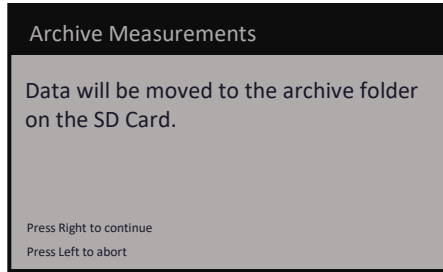 Archive Measurements
Data will be moved to the archive folder
on the SD Card.
Press Right to continue
Press Left to abort